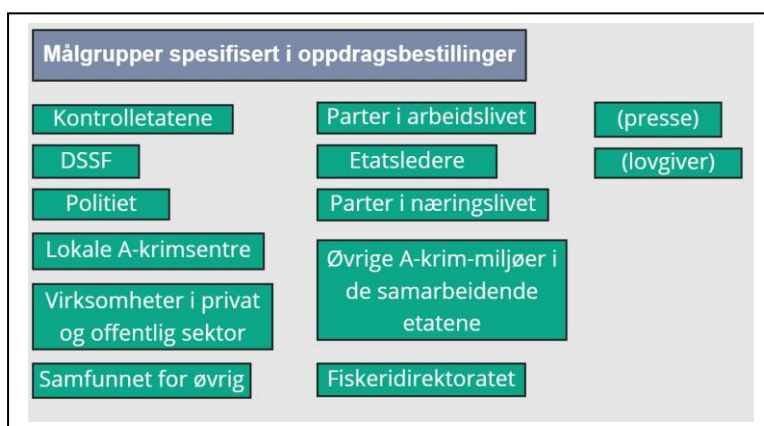 Målgrupper spesifisert i oppdragsbestillinger
Kontrolletatene
DSSF
Politiet
Lokale A-krimsentre
Virksomheter i privat
og offentlig sektor
Samfunnet for øvrig
Parter i arbeidslivet
Etatsledere
Parter i næringslivet
Øvrige A-krim-miljøer i
de samarbeidende
etatene
Fiskeridirektoratet
(presse)
(lovgiver)